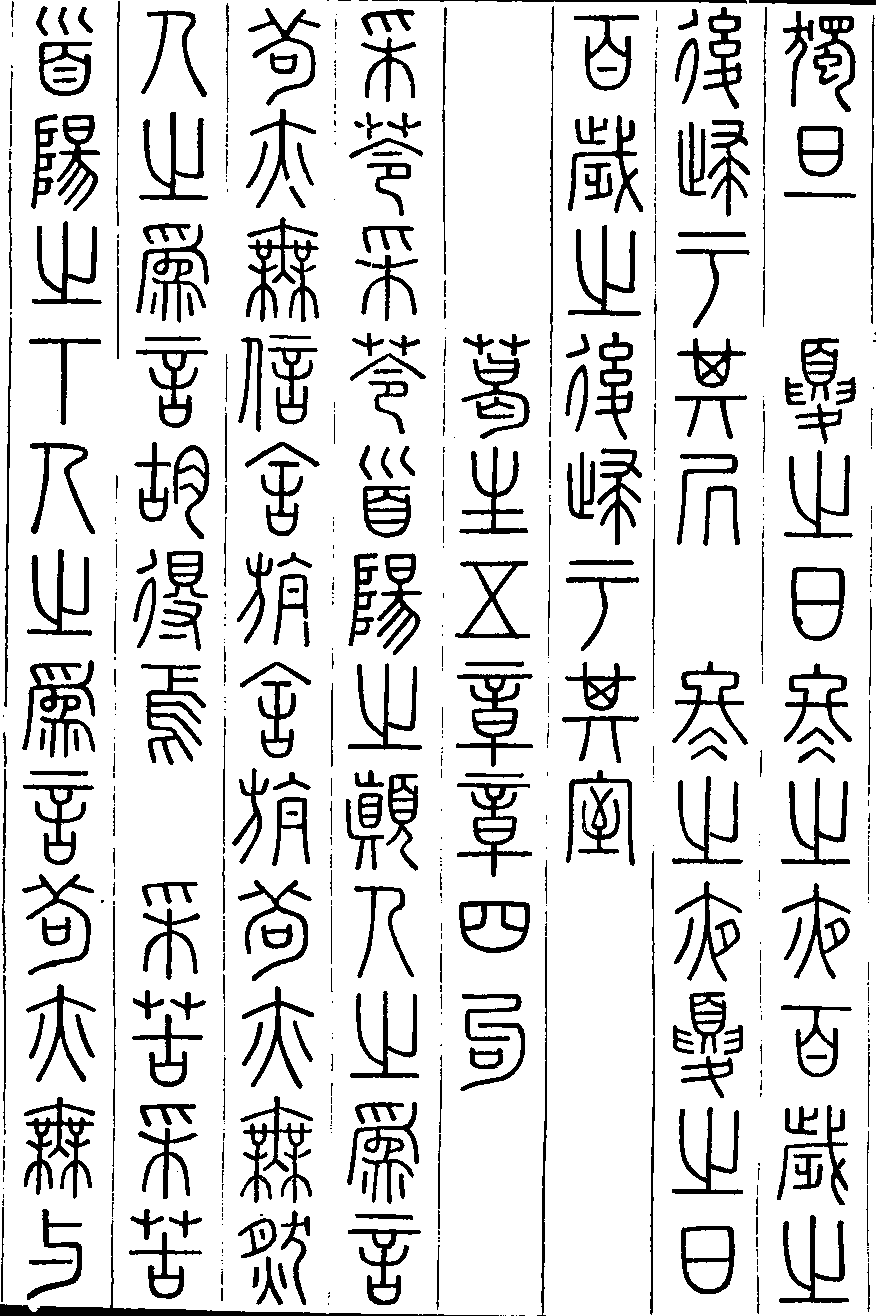 獨旦　夏之日冬之夜百歲之
後歸于其凥　冬之夜夏之日
百歲之後歸于其室
葛生五章章四句
采苓采苓首陽之顛人之爲言
苟亦無信舍旃舍旃苟亦無然
人之爲言胡得焉　采苦采苦
首陽之下人之爲言苟亦無与